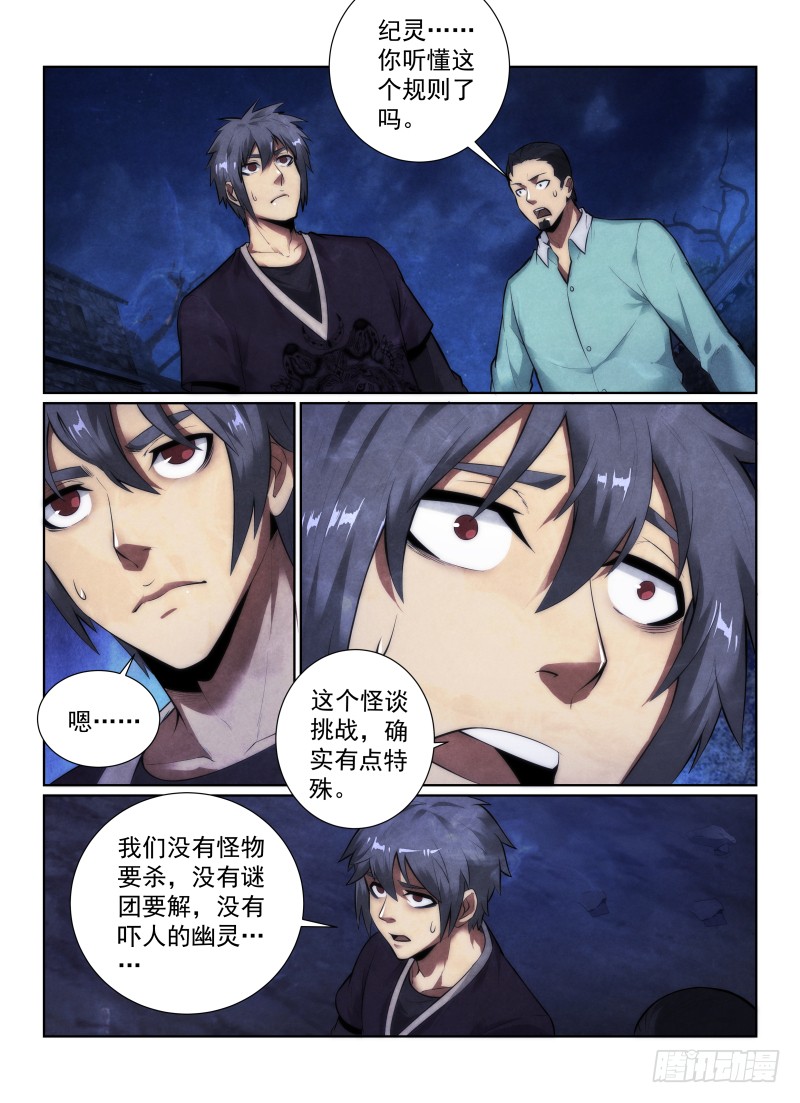 纪灵……
你听懂这
个规则了
吗。
嗯……
这个怪谈
挑战，确
实有点特
殊。
我们没有怪物
要杀，没有谜
团要解，没有
吓人的幽灵…
…
腾讯动漫